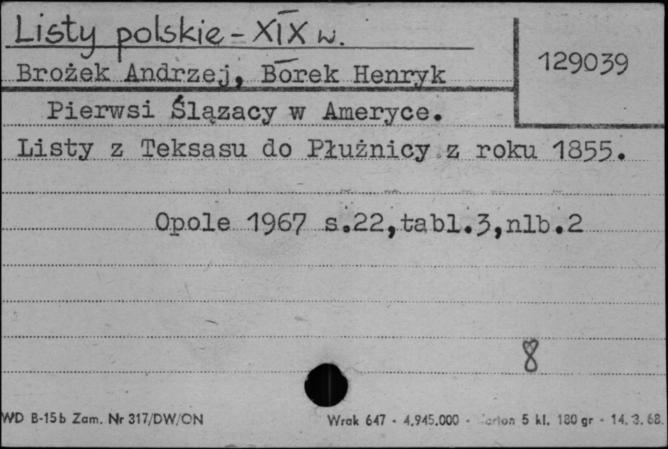 Listy polskie - XIX w.
129039
Brożek Andrzej, Borek Henryk
Pierwsi Ślązacy w Ameryce.
Listy z Teksasu do Płużnicy z roku 1855.
Opole 1967 s.22,tabl.3,nlb.2
8
WD B-15b Zam. Nr 317/DW/ON
Wrak 647 - 4.945.000 - 5 kl. 180 gr - 14.3.68.